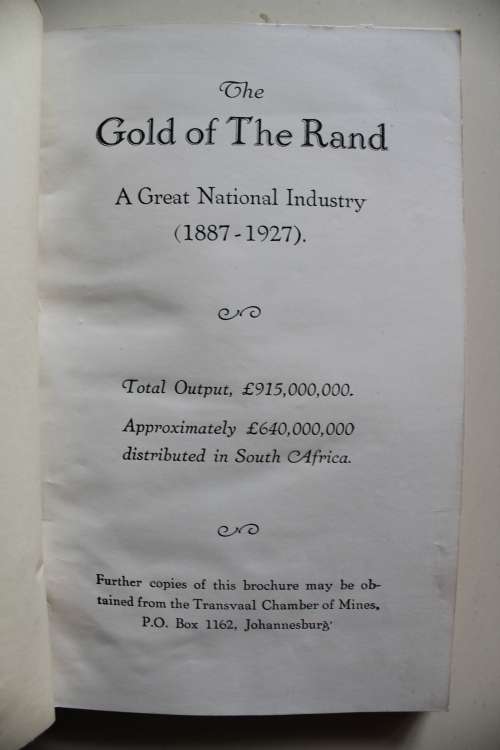 The
Gold of The Rand
A Great National Industry
(1887-1927).
Total Output, £915,000,000.
Approximately £640,000,000
distributed in South Africa.
Further copies of this brochure may be ob-
tained from the Transvaal Chamber of Mines,
P.O. Box 1162, Johannesburg